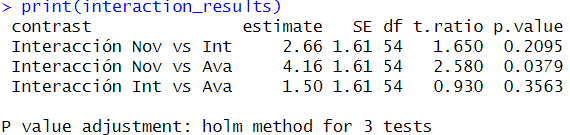 > print(interaction_results)
contrast estimate SE df t.ratio p.value
Interacción Nov vs Int 2.66 1.61 54 1.650 0.2095
Interacción Nov vs Ava 4.16 1.61 54 2.580 0.0379
Interacción Int vs Ava 1.50 1.61 54 0.930 0.3563
P value adjustment: holm method for 3 tests